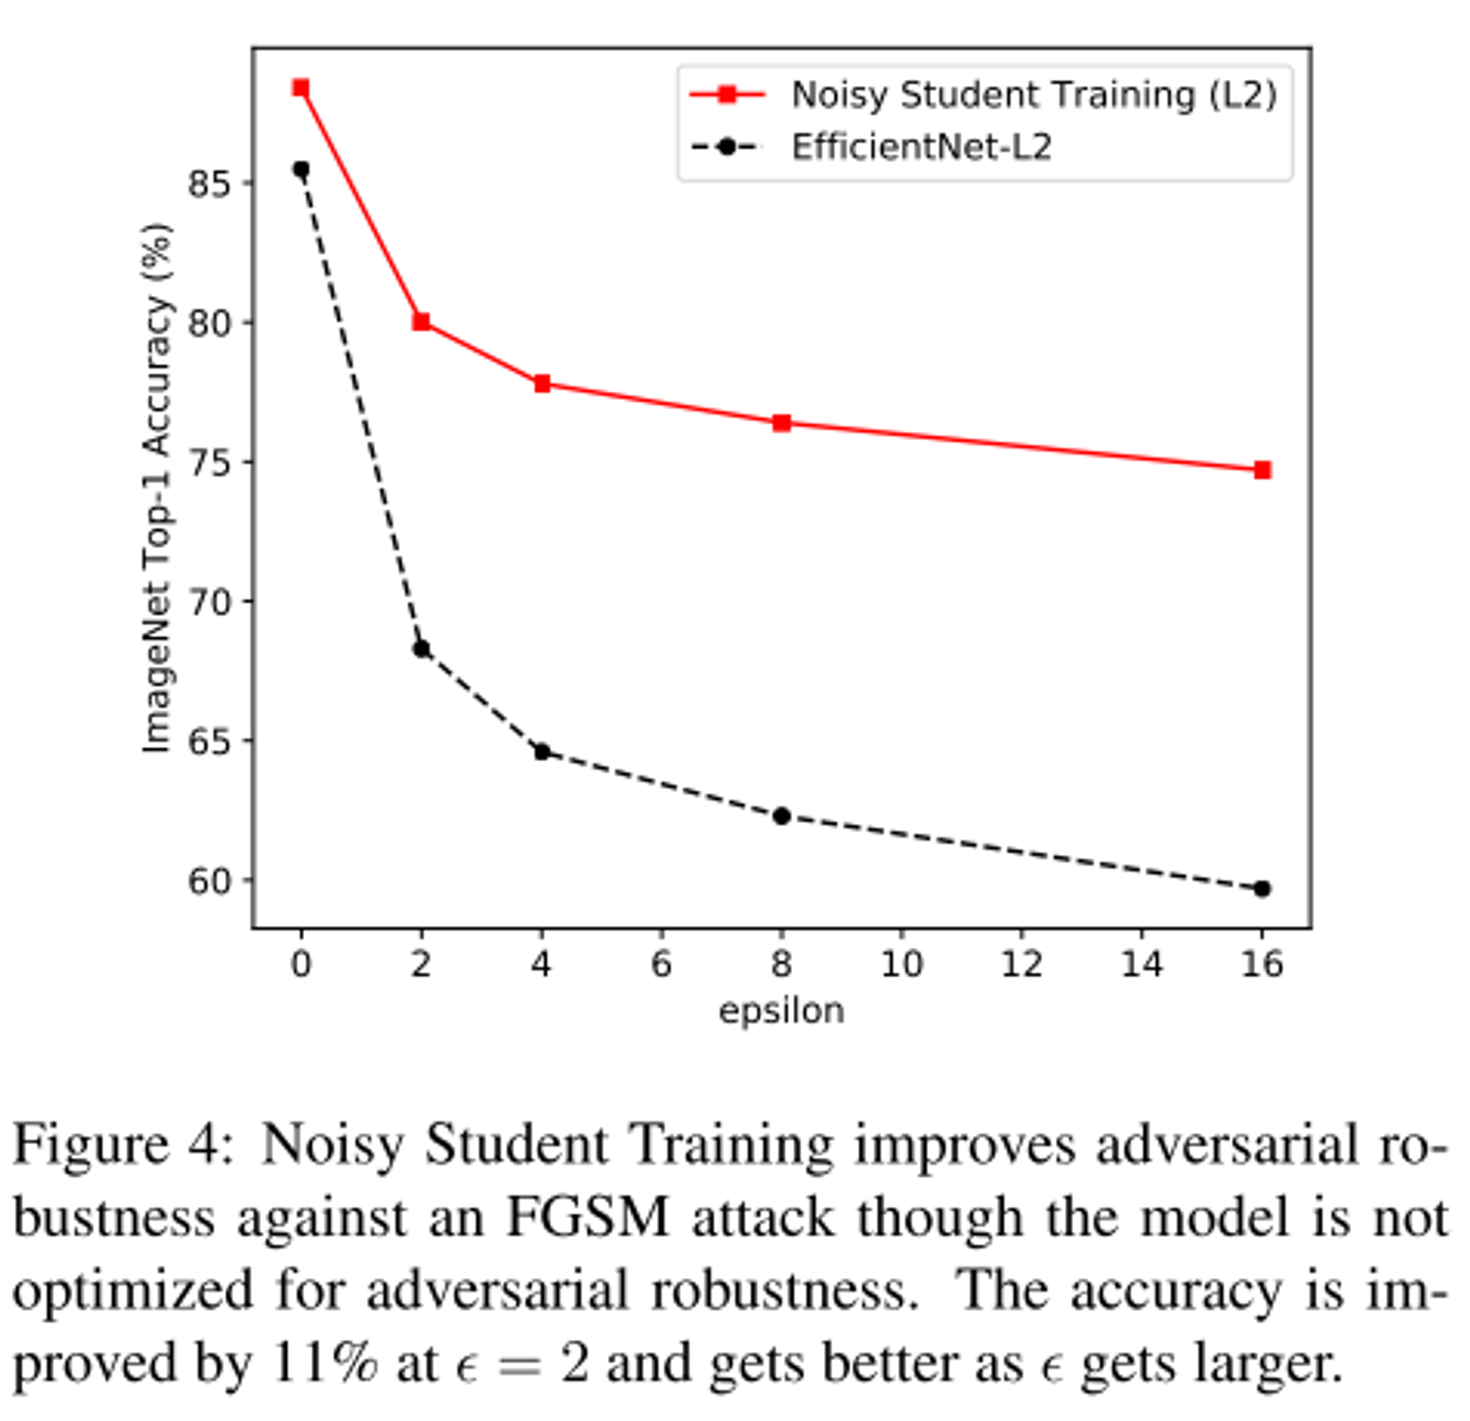 Noisy Student Training (L2)
EfficientNet-L2
ImageNet Top-1 Accuracy (%)
85
80
75
70
65
60
0 2 4 6 8 10 12 14 16
epsilon
Figure 4: Noisy Student Training improves adversarial ro-
bustness against an FGSM attack though the model is not
optimized for adversarial robustness. The accuracy is im-
proved by 11% at ϵ = 2 and gets better as ϵ gets larger.